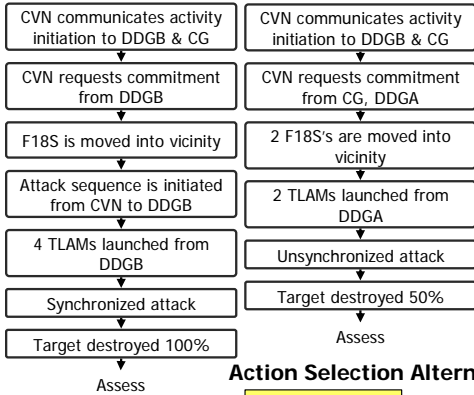 CVN communicates activity
initiation to DDGB & CG
CVN requests commitment
from DDGB
F18S is moved into vicinity
Attack sequence is initiated
from CVN to DDGB
4 TLAMs launched from
DDGB
Synchronized attack
Target destroyed 100%
Assess
CVN communicates activity
initiation to DDGB & CG
CVN requests commitment
from CG, DDGA
2 F18S's are moved into
vicinity
2 TLAMs launched from
DDGA
Unsynchronized attack
Target destroyed 50%
Assess
Action Selection Altern